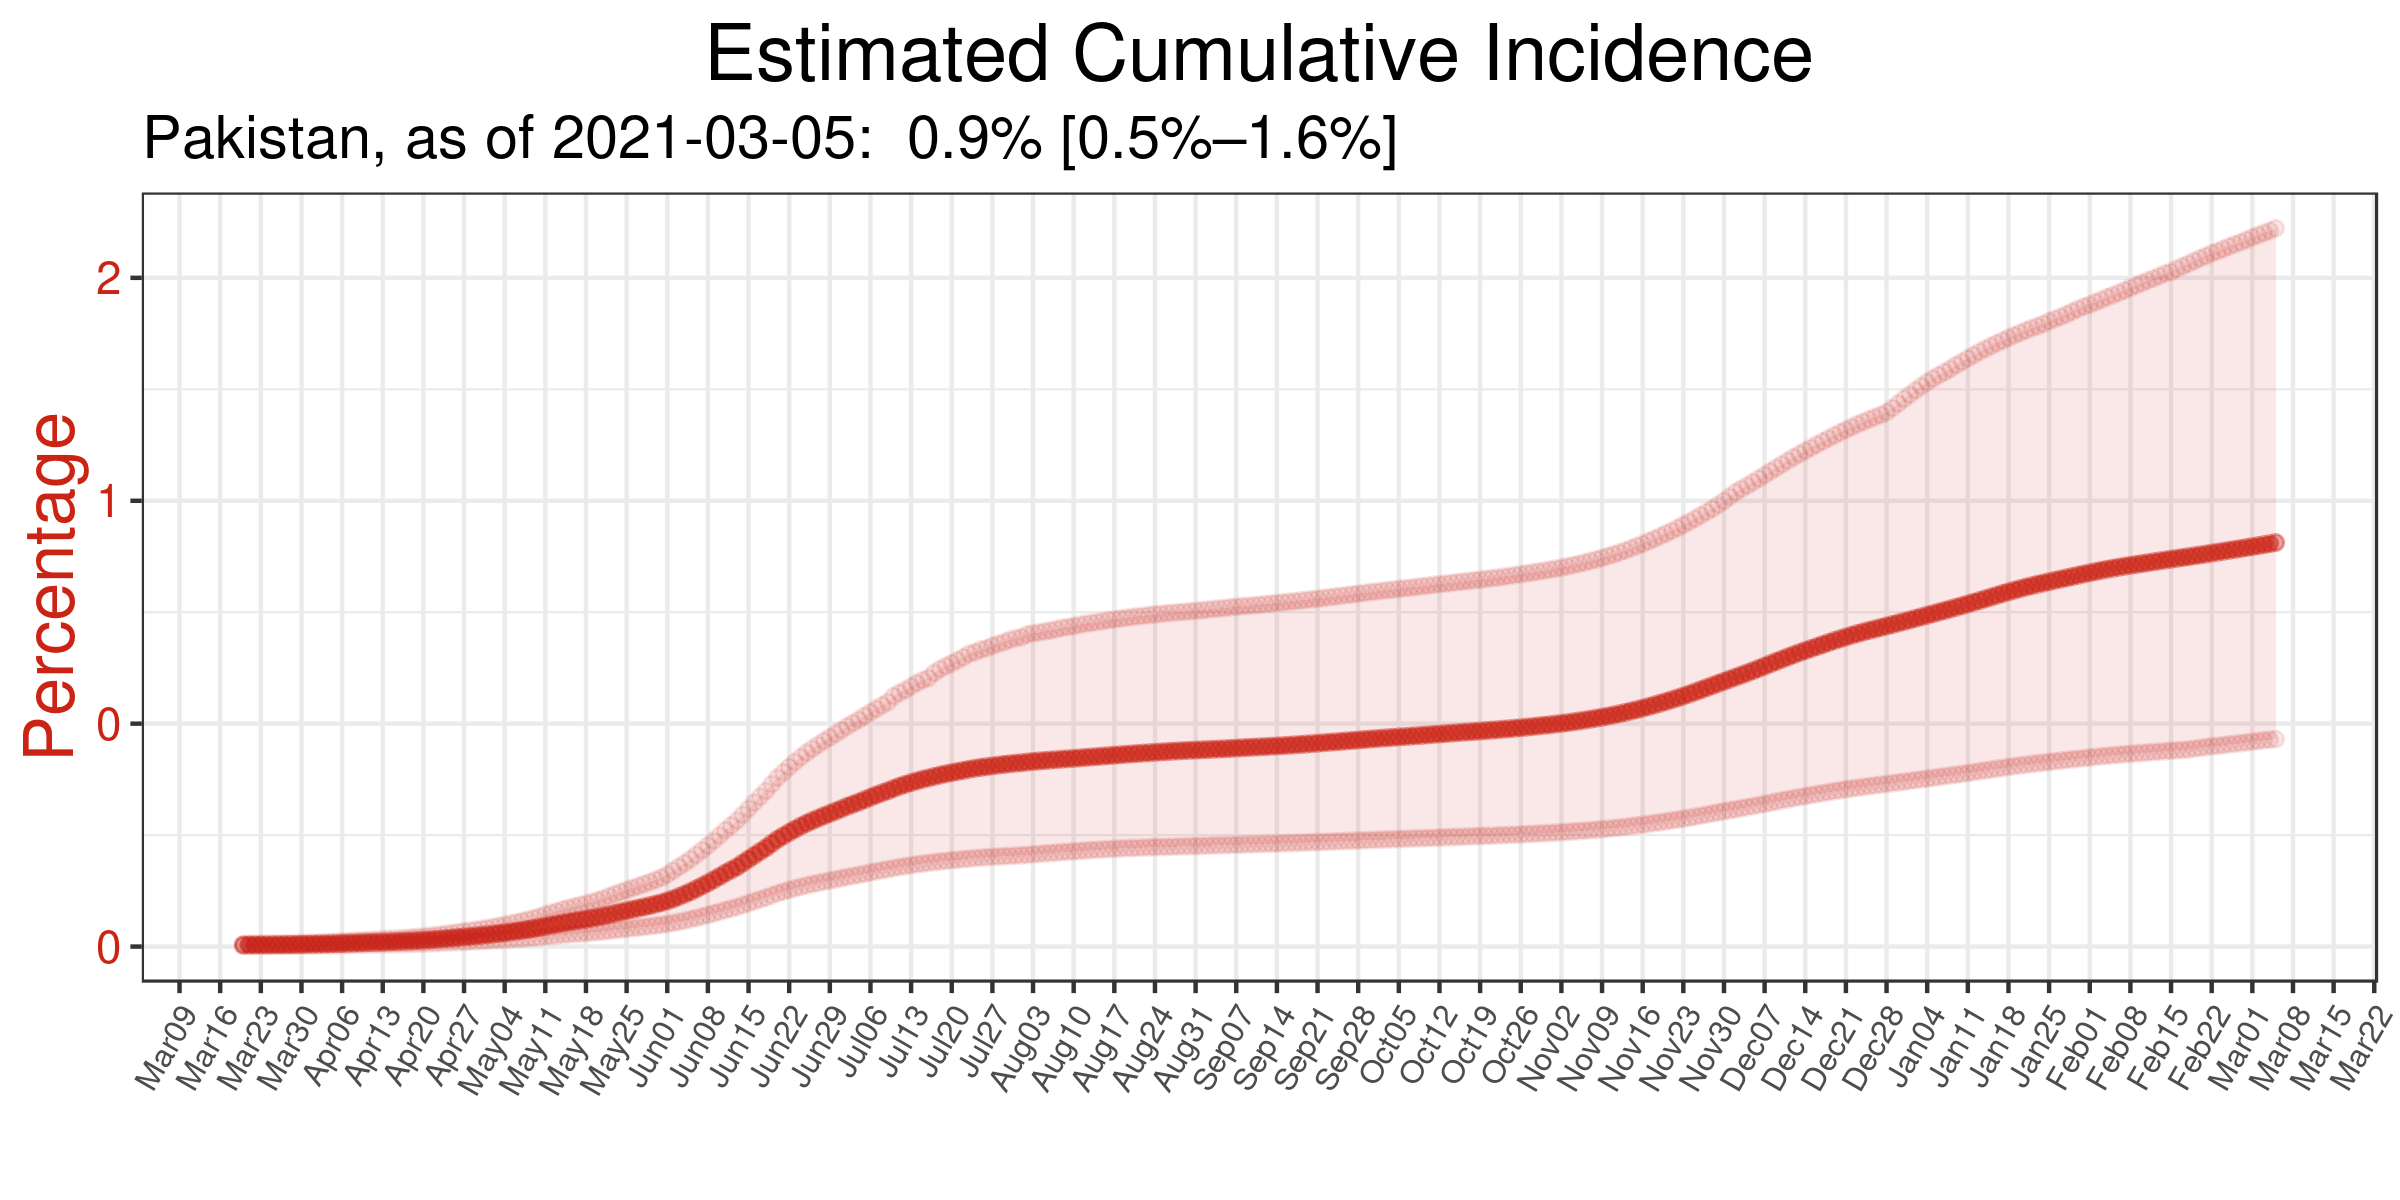 Estimated Cumulative Incidence
Pakistan, as of 2021-03-05:  0.9% [0.5%–1.6%]
Percentage
2
1
0
0
Mar09
Mar16
Mar23
Mar30
Apr06
Apr13
Apr20
Apr27
May04
May11
May18
May25
Jun01
Jun08
Jun15
Jun22
Jun29
Jul06
Jul13
Jul20
Jul27
Aug03
Aug10
Aug17
Aug24
Aug31
Sep07
Sep14
Sep21
Sep28
Oct05
Oct12
Oct19
Oct26
Nov02
Nov09
Nov16
Nov23
Nov30
Dec07
Dec14
Dec21
Dec28
Jan04
Jan11
Jan18
Jan25
Feb01
Feb08
Feb15
Feb22
Mar01
Mar08
Mar15
Mar22